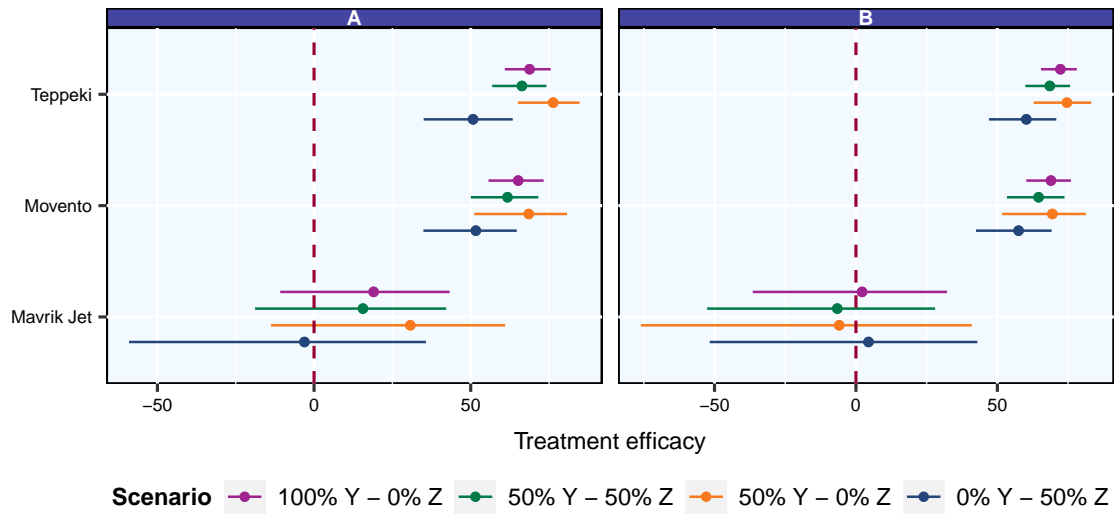 A B
Teppeki
Movento
Mavrik Jet
−50 0 50 −50 0 50
Treatment efficacy
Scenario 100% Y − 0% Z 50% Y − 50% Z 50% Y − 0% Z 0% Y − 50% Z